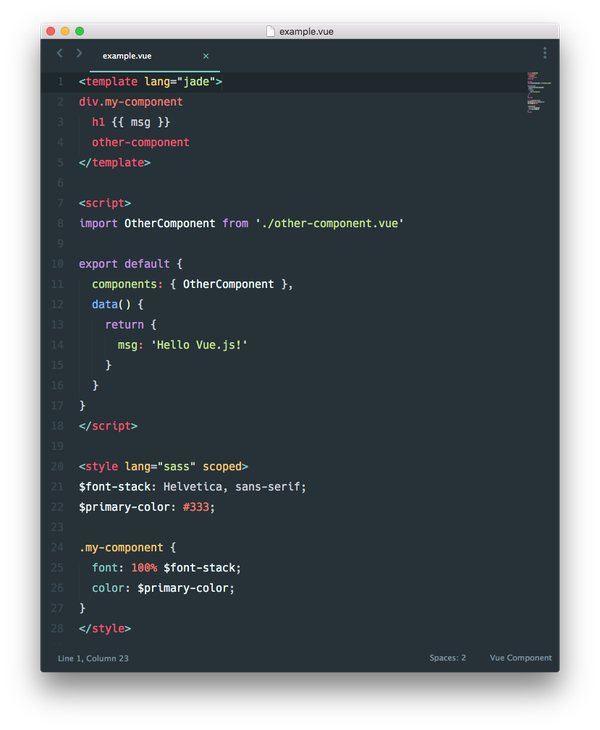 example.vue
example.vue
1 <template lang="jade">
2 div.my-component
3   h1 {{ msg }}
4   other-component
5 </template>
6
7 <script>
8 import OtherComponent from './other-component.vue'
9
10 export default {
11   components: { OtherComponent },
12   data() {
13     return {
14       msg: 'Hello Vue.js!'
15     }
16   }
17 }
18 </script>
19
20 <style lang="sass" scoped>
21 $font-stack: Helvetica, sans-serif;
22 $primary-color: #333;
23
24 .my-component {
25   font: 100% $font-stack;
26   color: $primary-color;
27 }
28 </style>
Line 1, Column 23 Spaces: 2 Vue Component